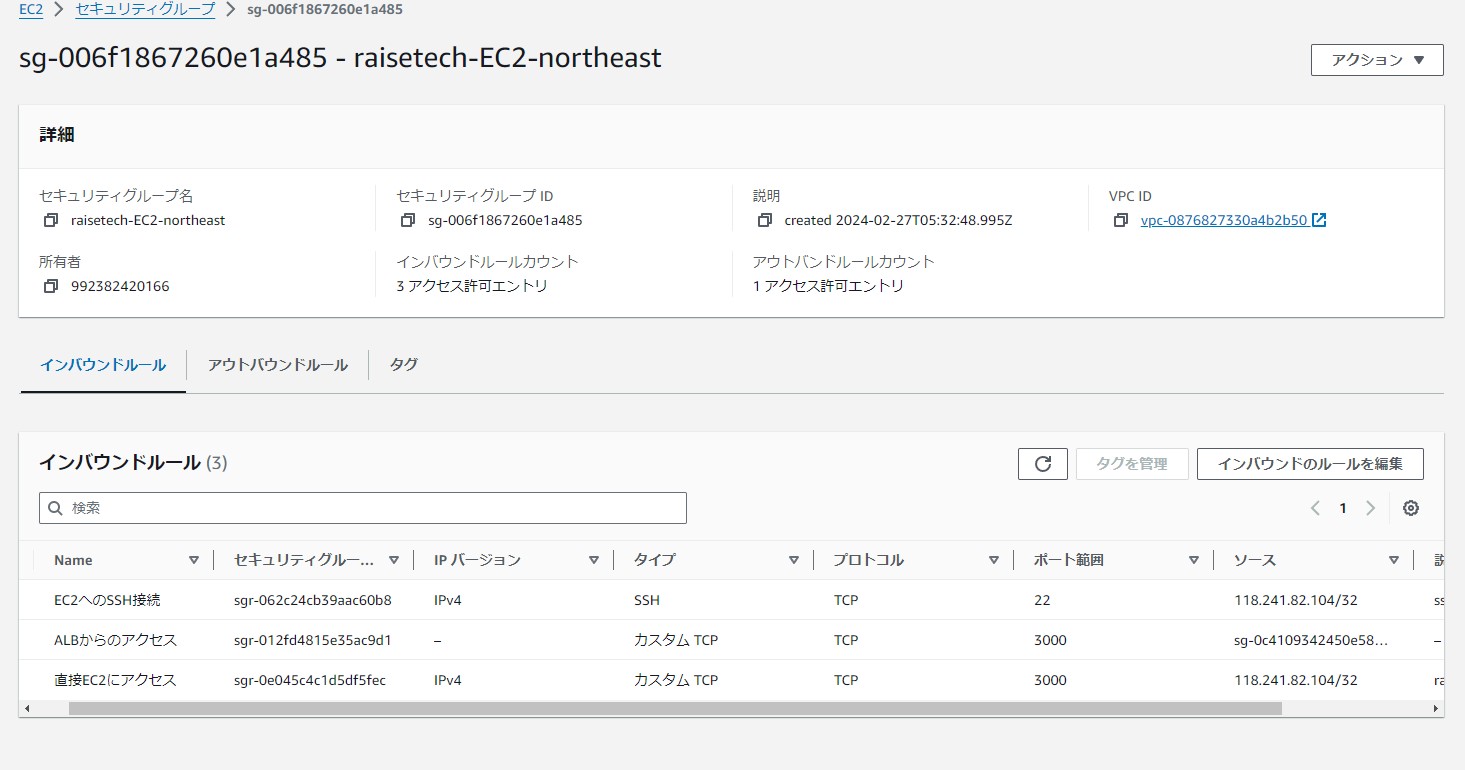 EC2 > セキュリティグループ > sg-006f1867260e1a485
sg-006f1867260e1a485 - raisetech-EC2-northeast
アクション ▼
詳細
セキュリティグループ名 セキュリティグループ ID 説明 VPC ID
raisetech-EC2-northeast sg-006f1867260e1a485 created 2024-02-27T05:32:48.995Z vpc-0876827330a4b2b50
所有者 インバウンドルールカウント アウトバンドルールカウント
992382420166 3 アクセス許可エントリ 1 アクセス許可エントリ
インバウンドルール アウトバウンドルール タグ
インバウンドルール (3) タグを管理 インバウンドのルールを編集
検索 1
Name セキュリティグルー... IP バージョン タイプ プロトコル ポート範囲 ソース
EC2へのSSH接続 sgr-062c24cb39aac60b8 IPv4 SSH TCP 22 118.241.82.104/32 ss
ALBからのアクセス sgr-012fd4815e35ac9d1 – カスタム TCP TCP 3000 sg-0c4109342450e58... –
直接EC2にアクセス sgr-0e045c4c1d5df5fec IPv4 カスタム TCP TCP 3000 118.241.82.104/32 ra